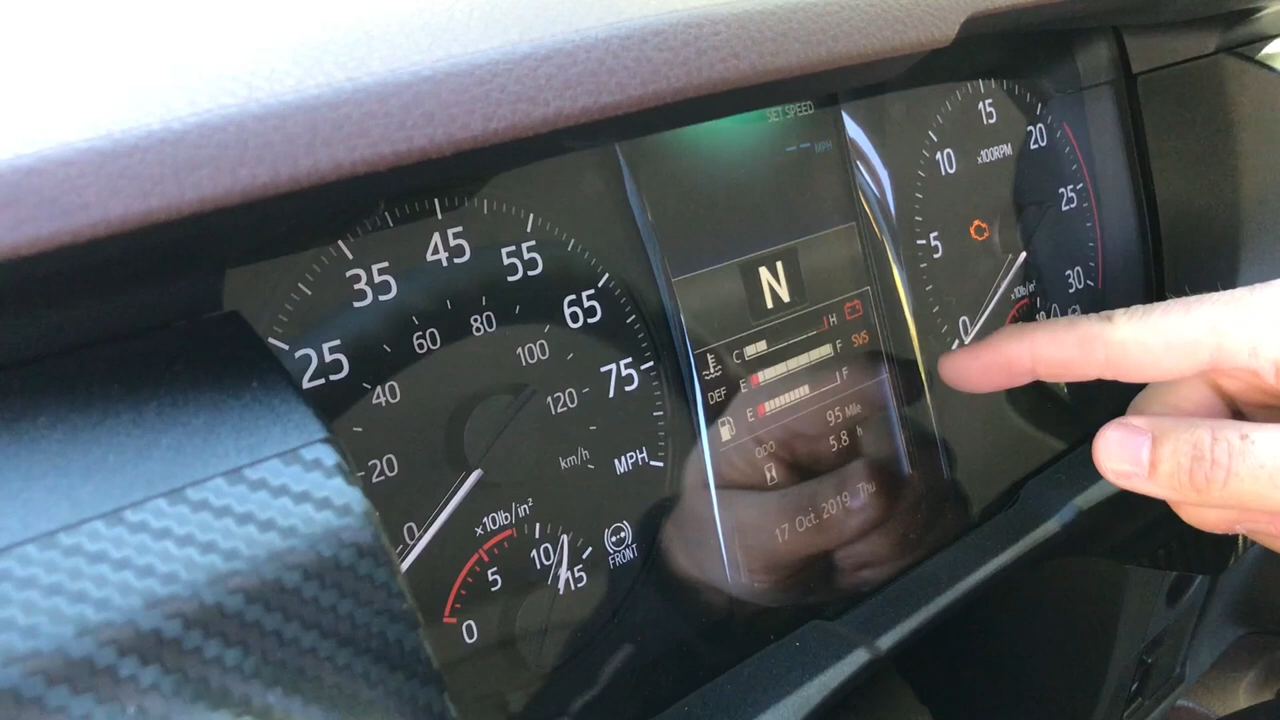 25
35
45
55
65
75
MPH
0
20
40
60
80
100
120
km/h
x10lb/in²
0
5
10
15
FRONT
SET SPEED
-- MPH
N
C H
DEF E F SVS
E F
ODO 95 Mile
5.8 h
17 Oct. 2019 Thu
0
5
10
15
20
25
30
x100RPM
x10lb/in²